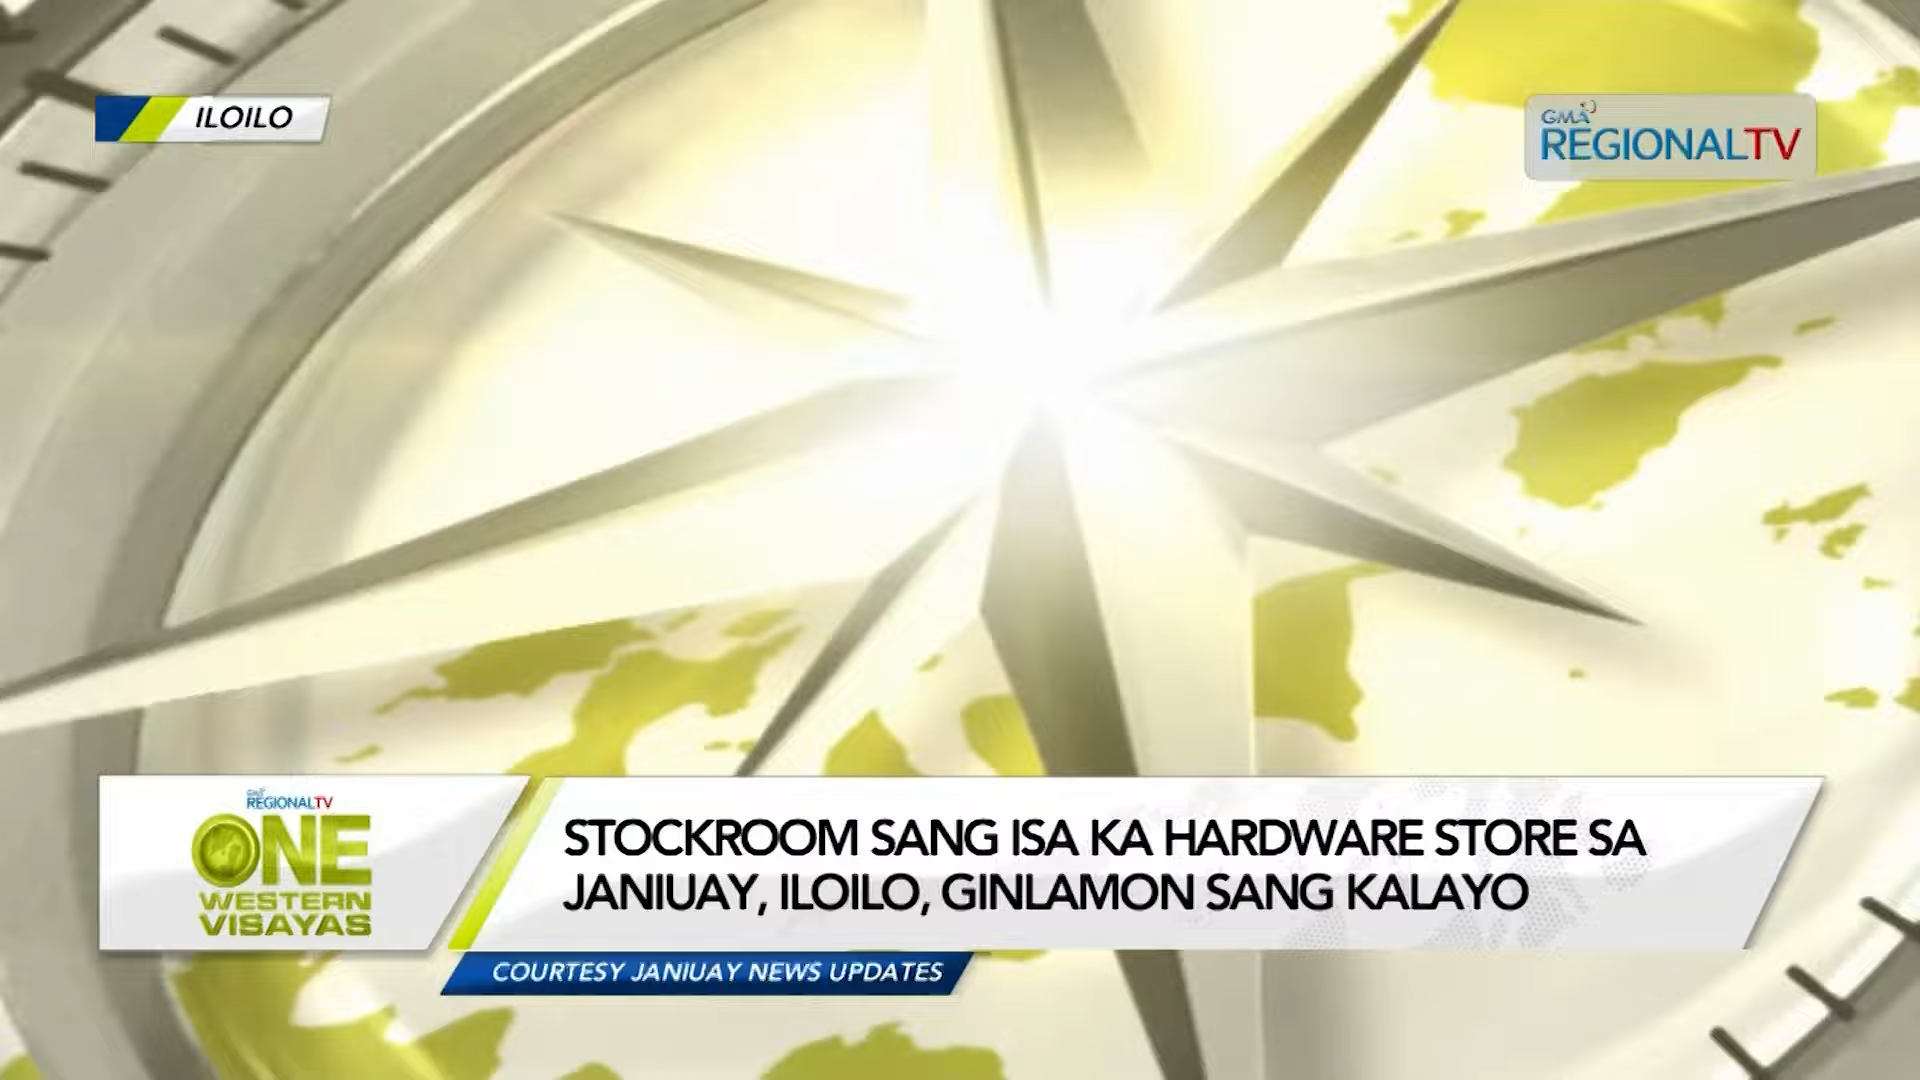 ILOILO
GMA
REGIONALTV
GMA
REGIONALTV
ONE
WESTERN
VISAYAS
STOCKROOM SANG ISA KA HARDWARE STORE SA
JANIUAY, ILOILO, GINLAMON SANG KALAYO
COURTESY JANIUAY NEWS UPDATES